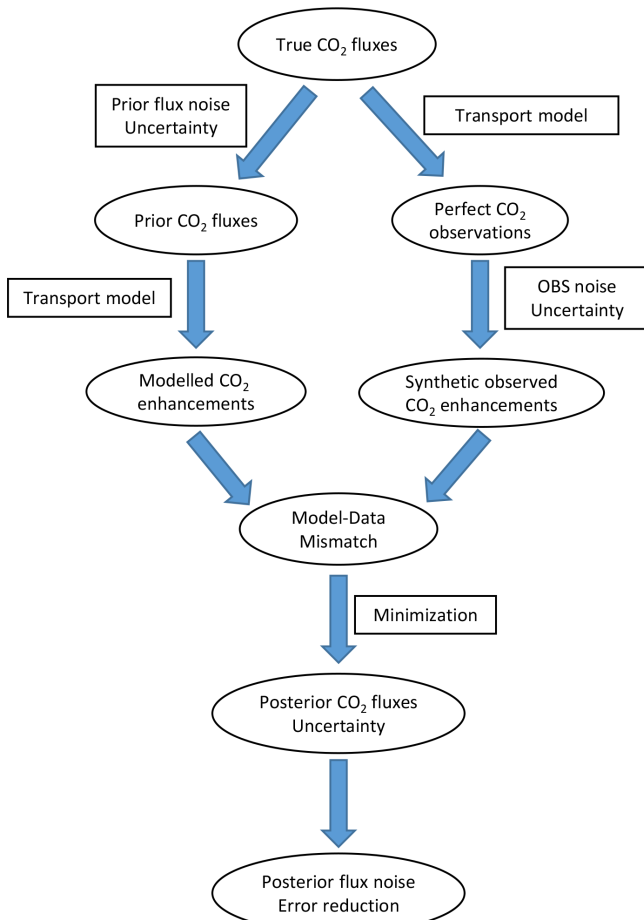 True CO₂ fluxes
Prior flux noise
Uncertainty
Transport model
Prior CO₂ fluxes
Perfect CO₂
observations
Transport model
OBS noise
Uncertainty
Modelled CO₂
enhancements
Synthetic observed
CO₂ enhancements
Model-Data
Mismatch
Minimization
Posterior CO₂ fluxes
Uncertainty
Posterior flux noise
Error reduction